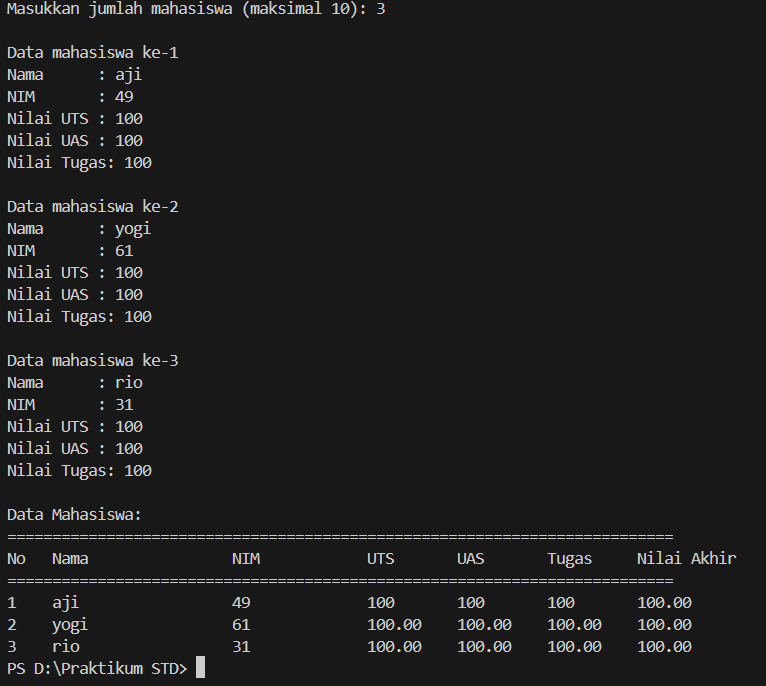 Masukkan jumlah mahasiswa (maksimal 10): 3
Data mahasiswa ke-1
Nama      : aji
NIM       : 49
Nilai UTS : 100
Nilai UAS : 100
Nilai Tugas: 100
Data mahasiswa ke-2
Nama      : yogi
NIM       : 61
Nilai UTS : 100
Nilai UAS : 100
Nilai Tugas: 100
Data mahasiswa ke-3
Nama      : rio
NIM       : 31
Nilai UTS : 100
Nilai UAS : 100
Nilai Tugas: 100
Data Mahasiswa:
==========================================================================
No   Nama                NIM            UTS       UAS       Tugas     Nilai Akhir
==========================================================================
1    aji                 49             100       100       100       100.00
2    yogi                61             100.00    100.00    100.00    100.00
3    rio                 31             100.00    100.00    100.00    100.00
PS D:\Praktikum STD>